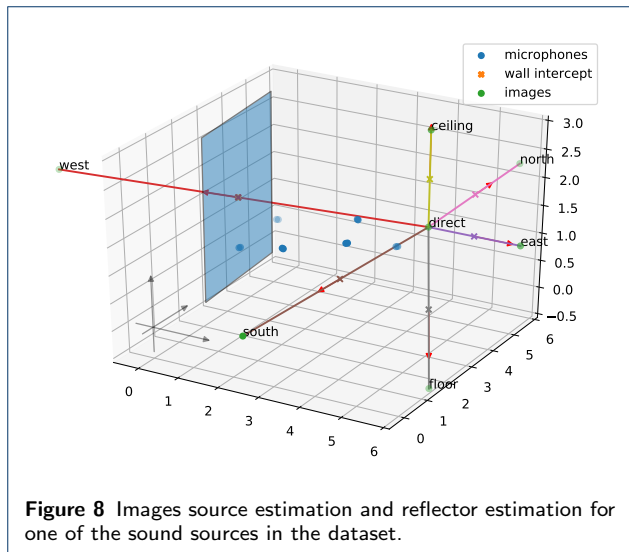 microphones
wall intercept
images
ceiling
north
west
direct
east
south
floor
3.0
2.5
2.0
1.5
1.0
0.5
0.0
−0.5
0
1
2
3
4
5
6
0
1
2
3
4
5
6
Figure 8 Images source estimation and reflector estimation for
one of the sound sources in the dataset.